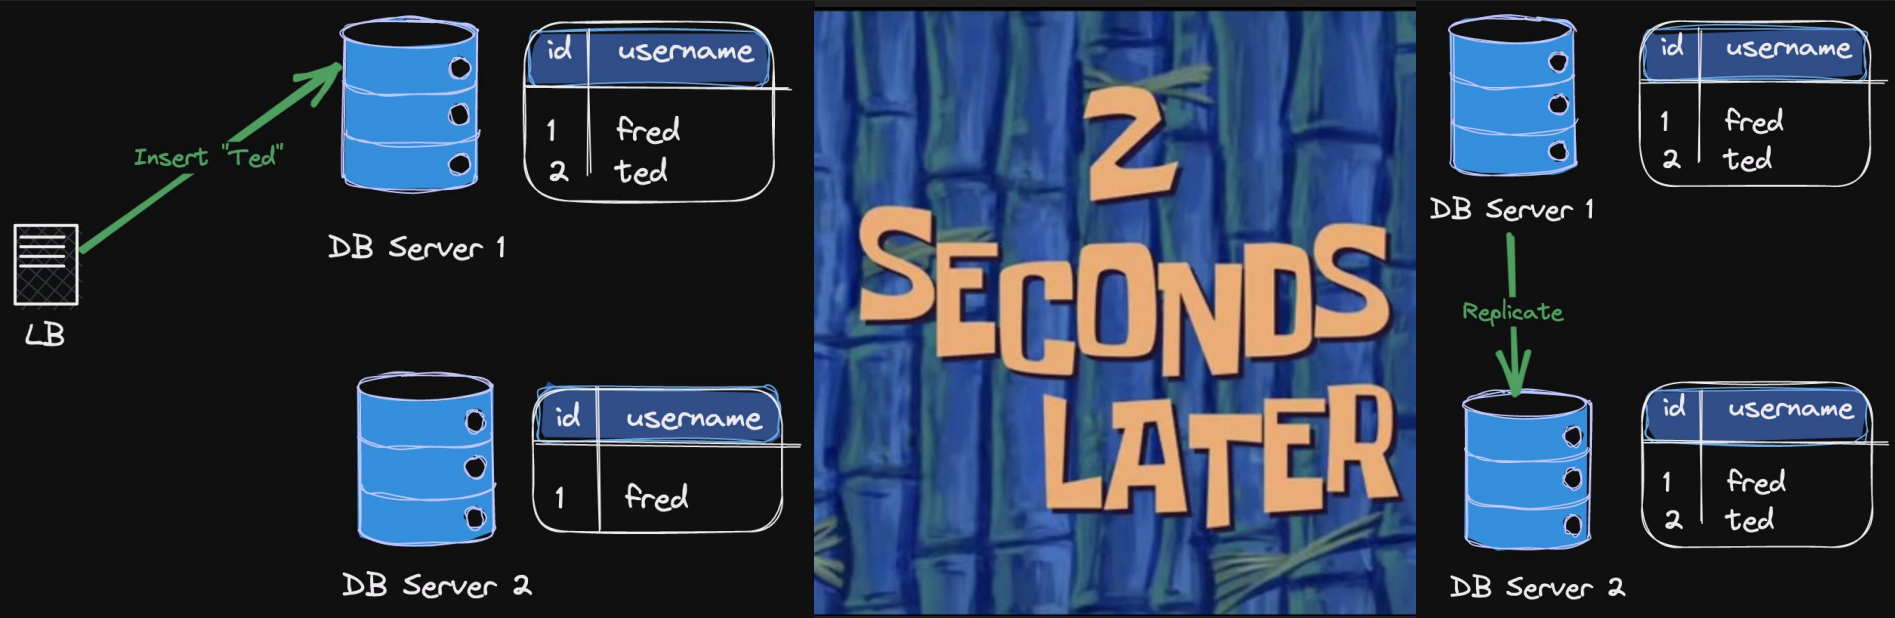 Insert "Ted"
LB
id username
1 fred
2 ted
DB Server 1
id username
1 fred
DB Server 2
2
SECONDS
LATER
id username
1 fred
2 ted
DB Server 1
Replicate
id username
1 fred
2 ted
DB Server 2